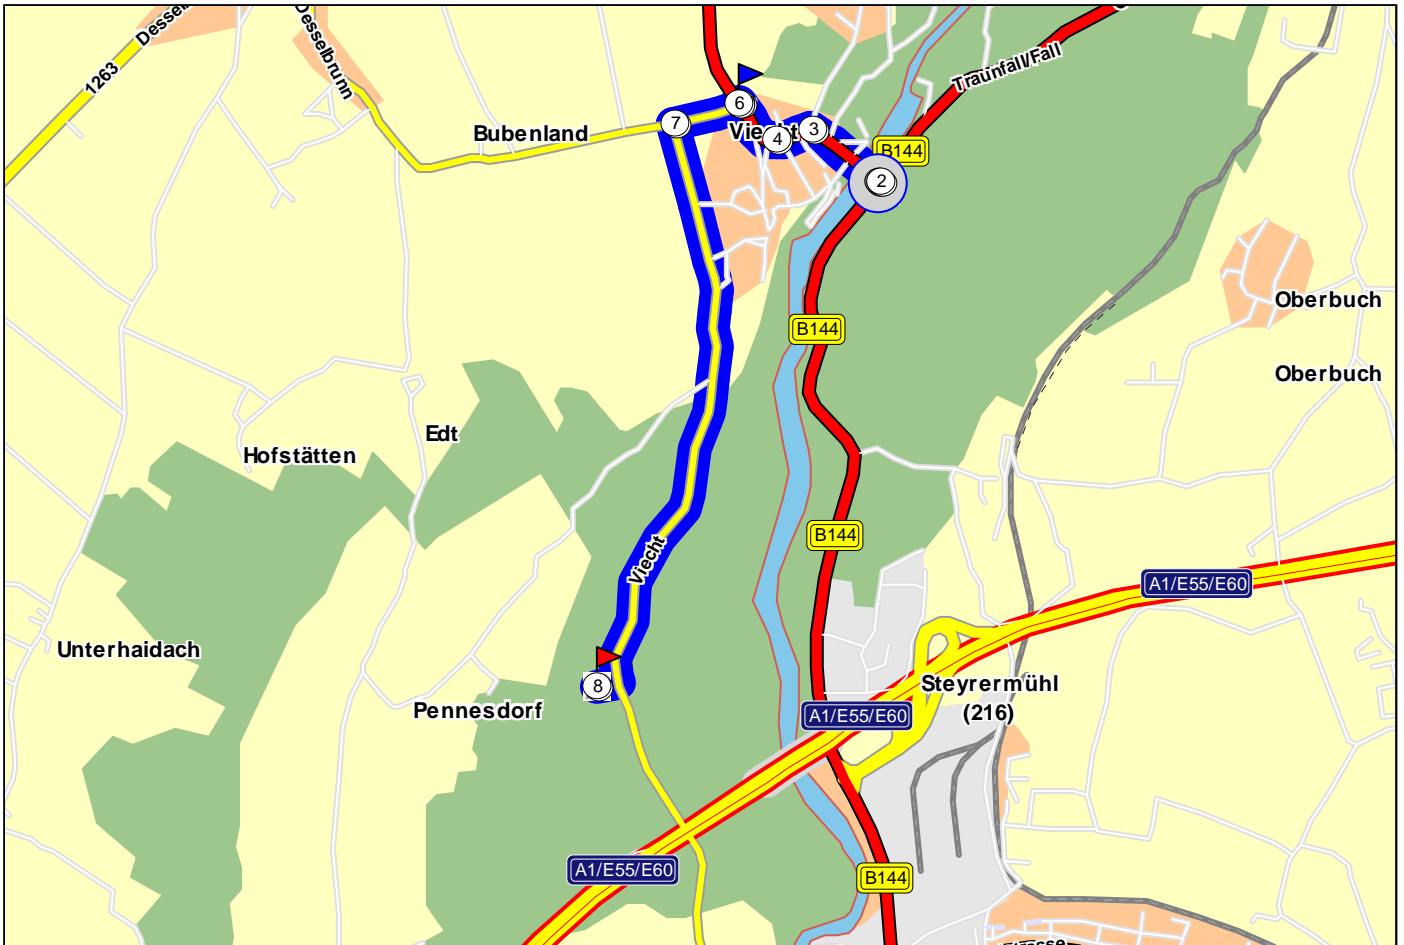 Dessel
Desselbrunn
1263
Traunfall/Fall
6
7
Bubenland
Viecht
3
4
B144
2
Oberbuch
B144
Oberbuch
Edt
Hofstätten
B144
Viecht
A1/E55/E60
Unterhaidach
8
Steyrermühl
(216)
Pennesdorf
A1/E55/E60
A1/E55/E60
B144